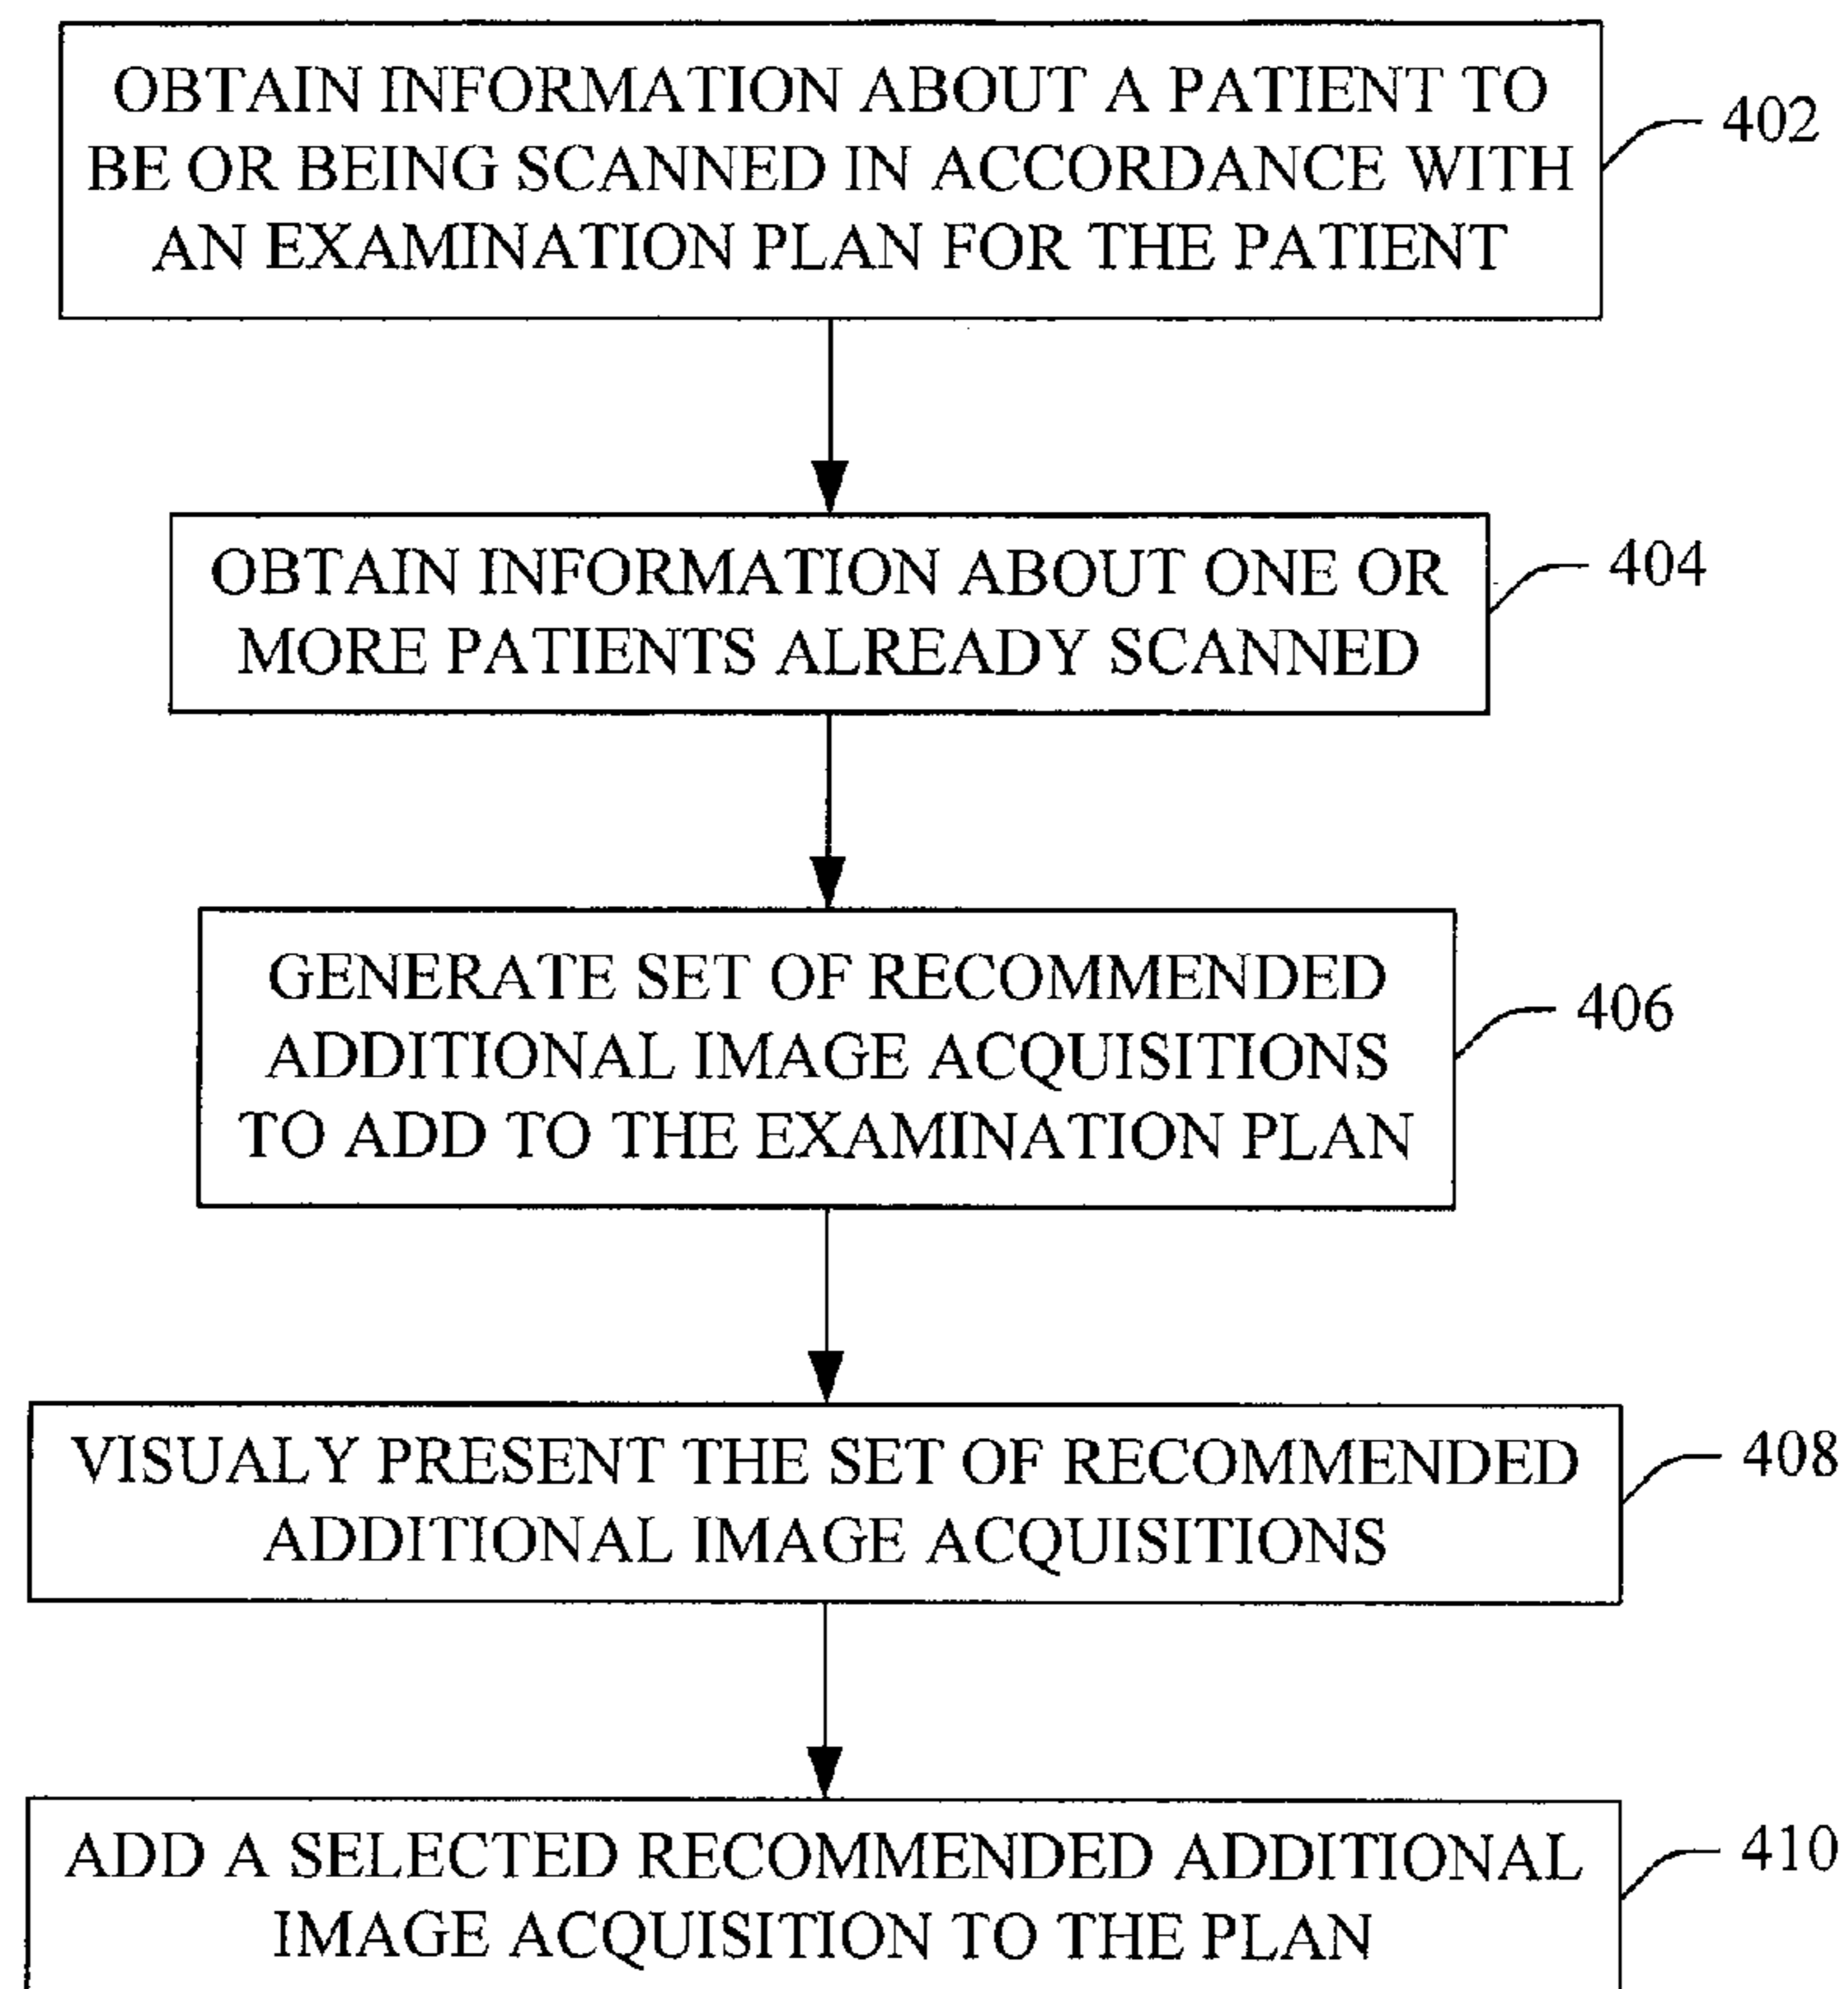 OBTAIN INFORMATION ABOUT A PATIENT TO
BE OR BEING SCANNED IN ACCORDANCE WITH
AN EXAMINATION PLAN FOR THE PATIENT
402
OBTAIN INFORMATION ABOUT ONE OR
MORE PATIENTS ALREADY SCANNED
404
GENERATE SET OF RECOMMENDED
ADDITIONAL IMAGE ACQUISITIONS
TO ADD TO THE EXAMINATION PLAN
406
VISUALY PRESENT THE SET OF RECOMMENDED
ADDITIONAL IMAGE ACQUISITIONS
408
ADD A SELECTED RECOMMENDED ADDITIONAL
IMAGE ACQUISITION TO THE PLAN
410